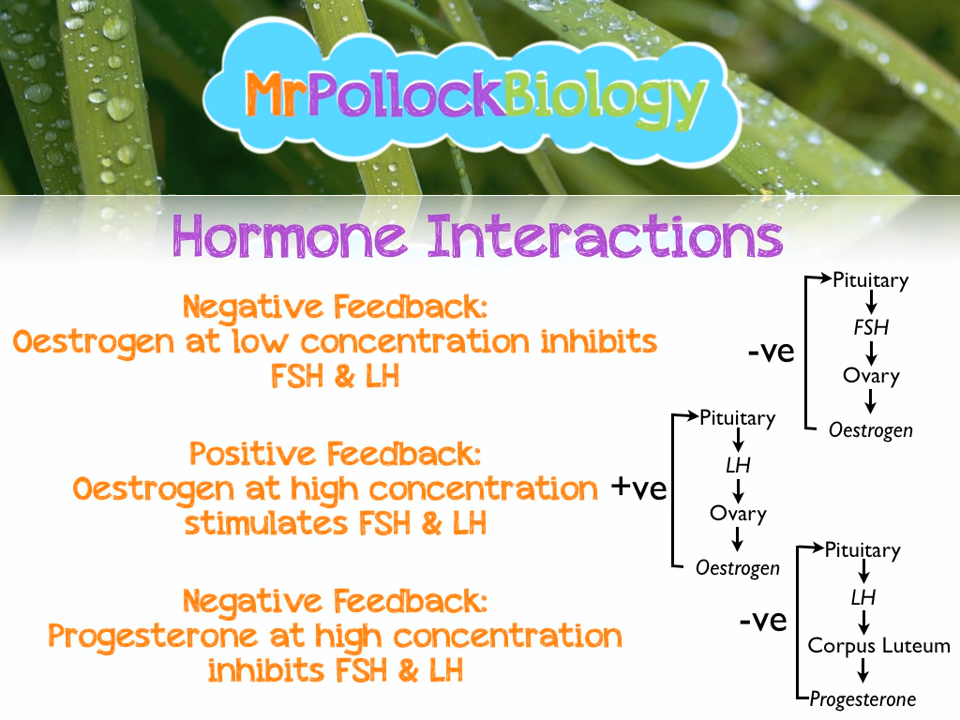 MrPollockBiology
Hormone Interactions
Negative Feedback:
Oestrogen at low concentration inhibits
FSH & LH
-ve
Pituitary
FSH
Ovary
Oestrogen
Positive Feedback:
Oestrogen at high concentration
stimulates FSH & LH
+ve
Pituitary
LH
Ovary
Oestrogen
Negative Feedback:
Progesterone at high concentration
inhibits FSH & LH
-ve
Pituitary
LH
Corpus Luteum
Progesterone